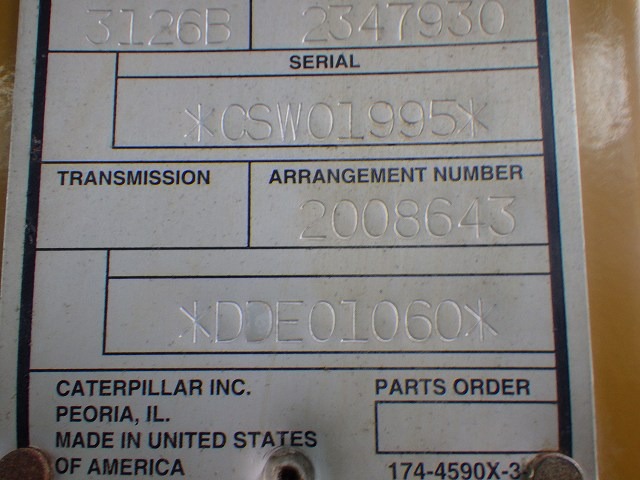 3126B 2347930
SERIAL
*CSW01995*
TRANSMISSION ARRANGEMENT NUMBER
2008643
*DDE01060*
CATERPILLAR INC. PARTS ORDER
PEORIA, IL.
MADE IN UNITED STATES
OF AMERICA 174-4590X-3